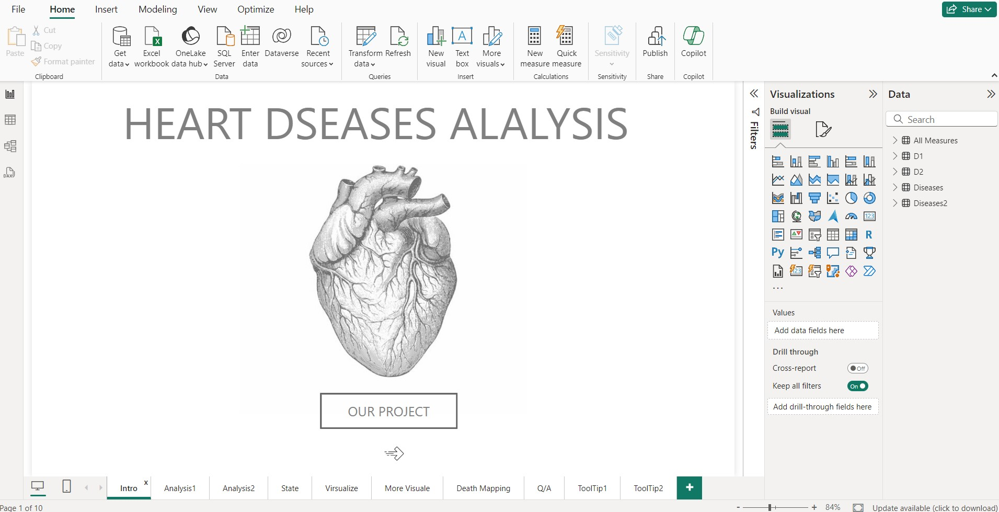 File Home Insert Modeling View Optimize Help Share
Paste Cut
Copy
Format painter
Clipboard
Get data
Excel workbook
OneLake data hub
SQL Server
Enter data
Dataverse
Recent sources
Data
Transform data
Refresh
Queries
New visual
Text box
More visuals
Insert
New measure
Quick measure
Calculations
Sensitivity
Sensitivity
Publish
Share
Copilot
Copilot
HEART DSEASES ALALYSIS
OUR PROJECT
Filters
Visualizations
Build visual
123
R
Py
123
...
Values
Add data fields here
Drill through
Cross-report Off
Keep all filters On
Add drill-through fields here
Data
Search
All Measures
D1
D2
Diseases
Diseases2
DAX
Intro x Analysis1 Analysis2 State Virsualize More Visuale Death Mapping Q/A ToolTip1 ToolTip2 +
Page 1 of 10 - + 84% Update available (click to download)